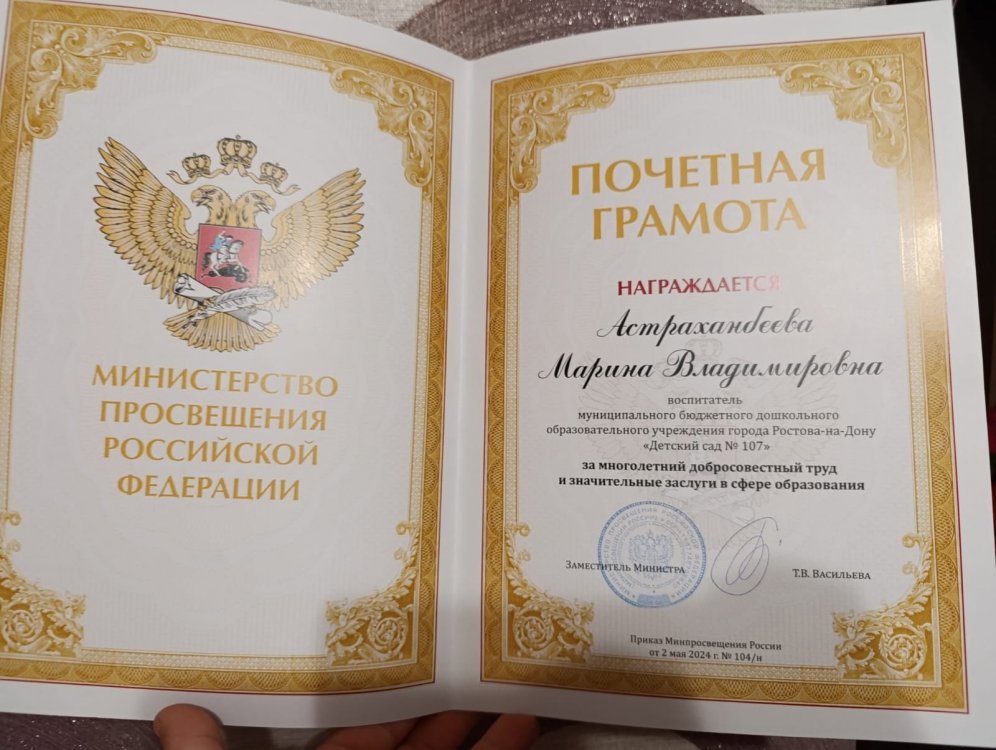 МИНИСТЕРСТВО
ПРОСВЕЩЕНИЯ
РОССИЙСКОЙ
ФЕДЕРАЦИИ
ПОЧЕТНАЯ
ГРАМОТА
НАГРАЖДАЕТСЯ
Астраханбеева
Марина Владимировна
воспитатель
муниципального бюджетного дошкольного
образовательного учреждения города Ростова-на-Дону
«Детский сад № 107»
за многолетний добросовестный труд
и значительные заслуги в сфере образования
Заместитель Министра
Т.В. Васильева
Приказ Минпросвещения России
от 2 мая 2024 г. № 104/н